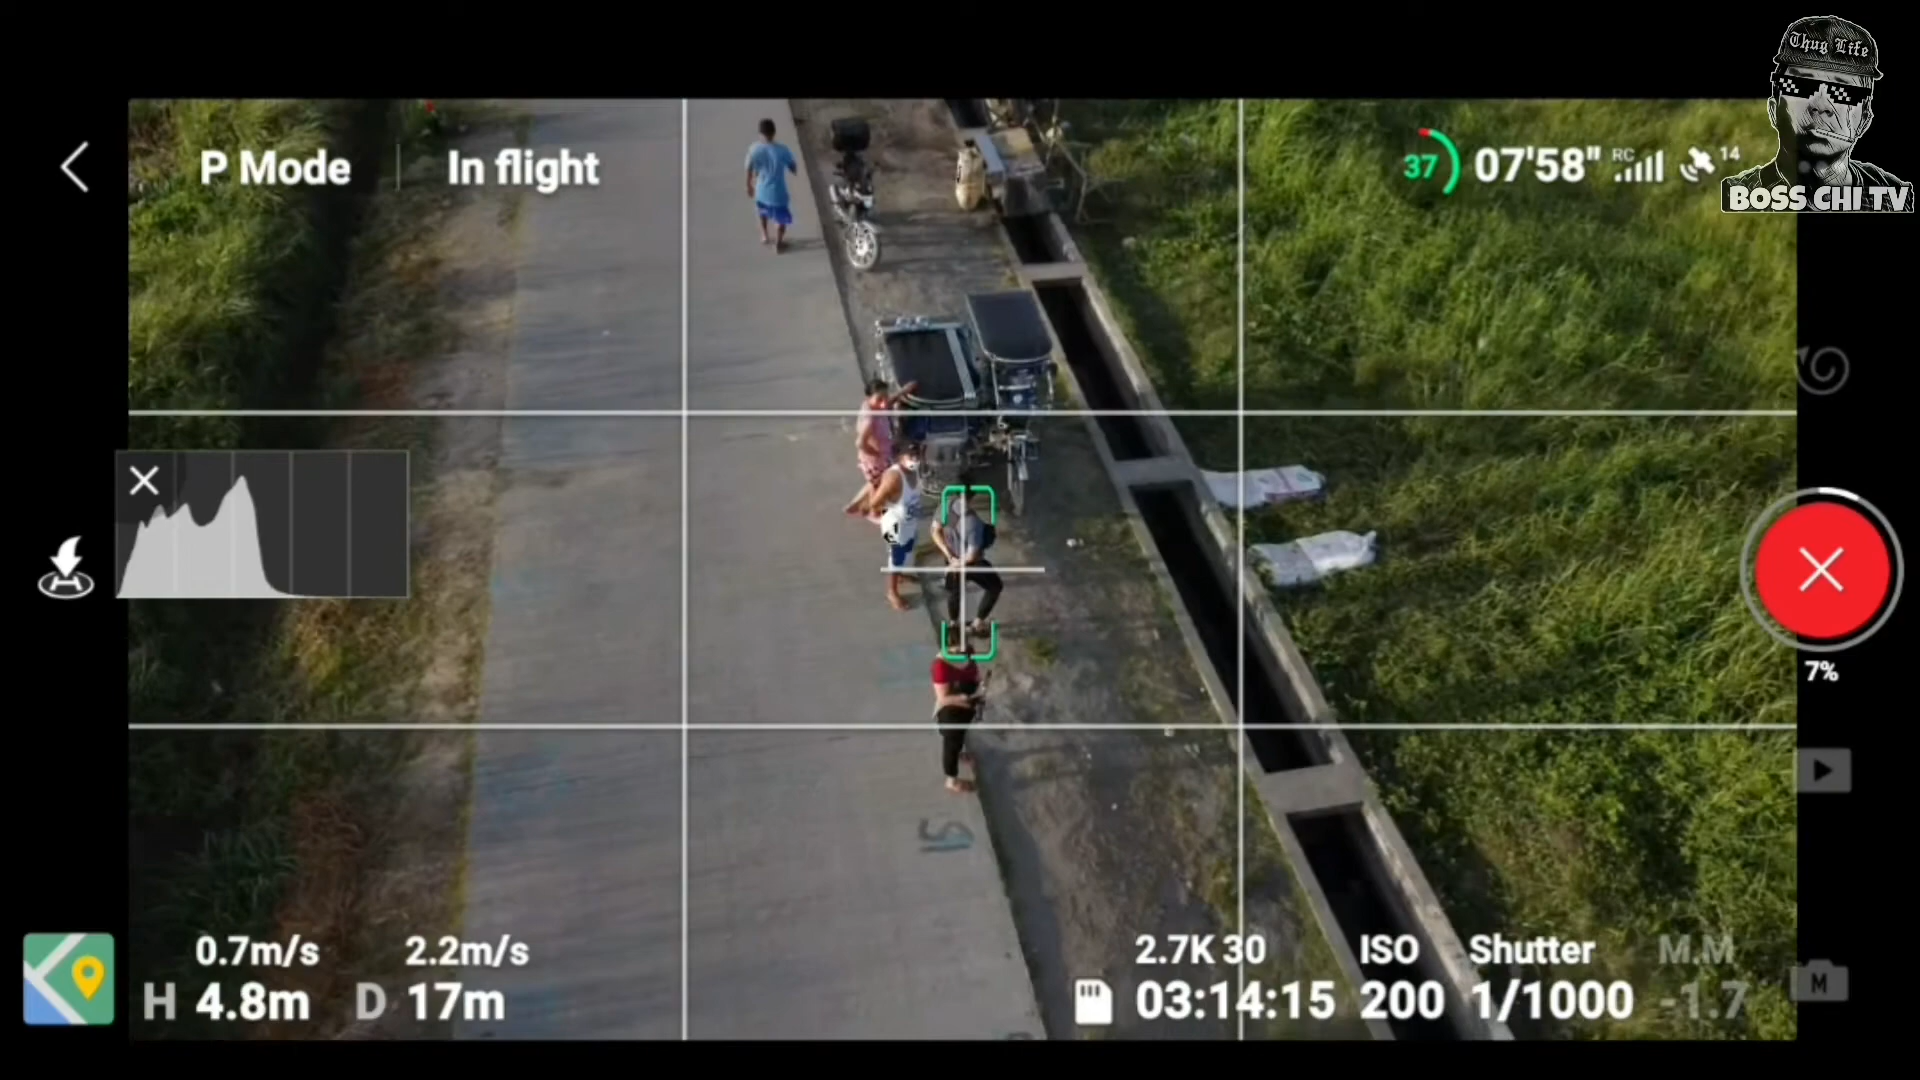 Thug Life
BOSS CHI TV
P Mode
In flight
37
07'58"
RC
14
7%
0.7m/s
2.2m/s
H 4.8m
D 17m
2.7K 30
ISO
Shutter
M.M
03:14:15
200
1/1000
-1.7
M